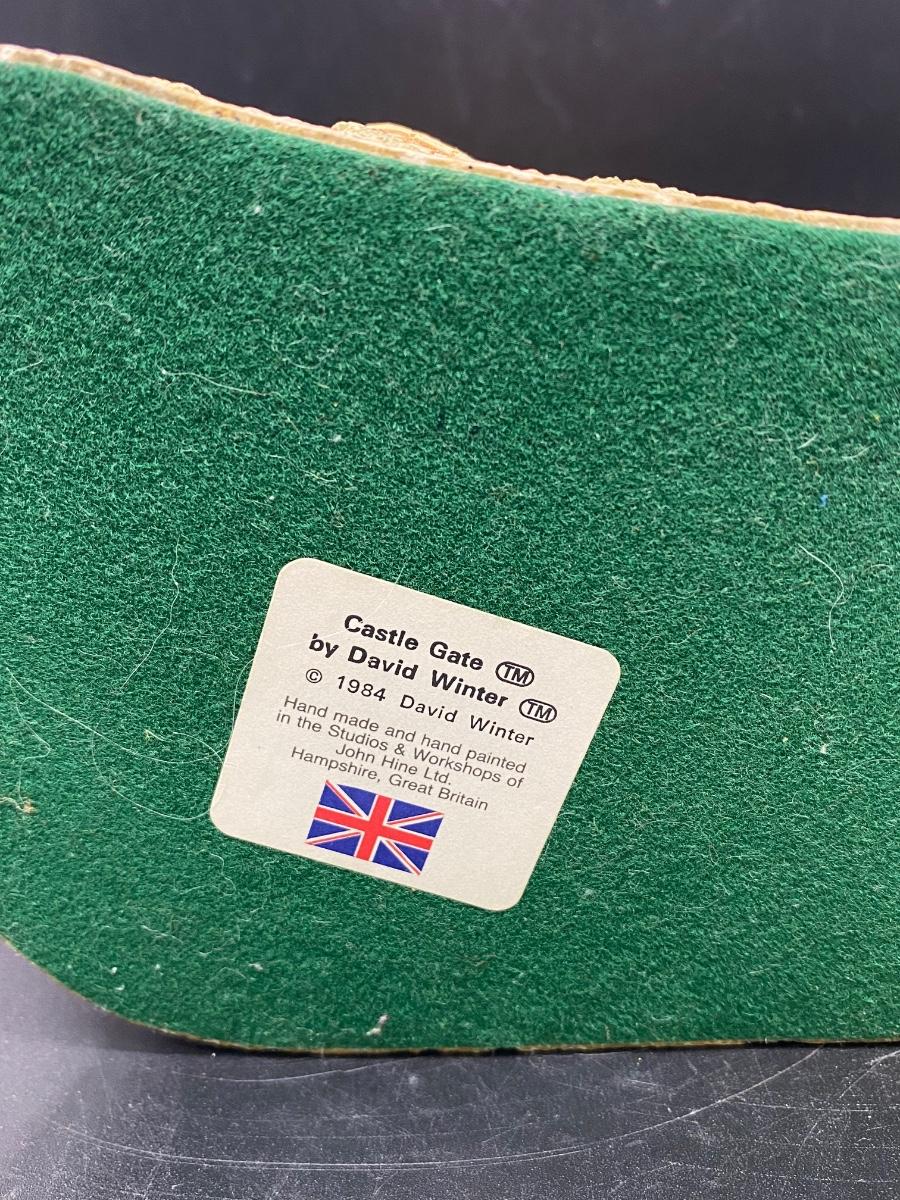 Castle Gate TM
by David Winter TM
© 1984 David Winter
Hand made and hand painted
in the Studios & Workshops of
John Hine Ltd.
Hampshire, Great Britain